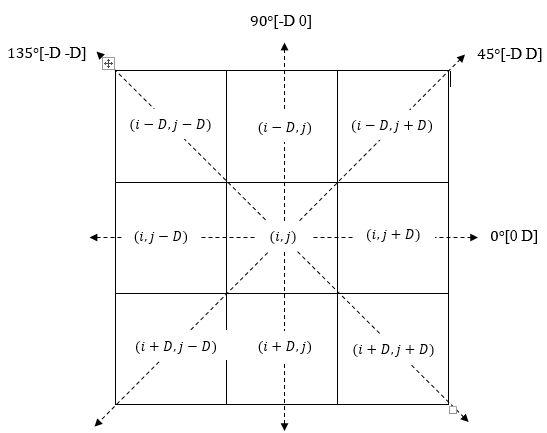 90°[-D 0]
135°[-D -D]
45°[-D D]
(i − D, j − D)
(i − D, j)
(i − D, j + D)
(i, j − D)
(i, j)
(i, j + D)
0°[0 D]
(i + D, j − D)
(i + D, j)
(i + D, j + D)